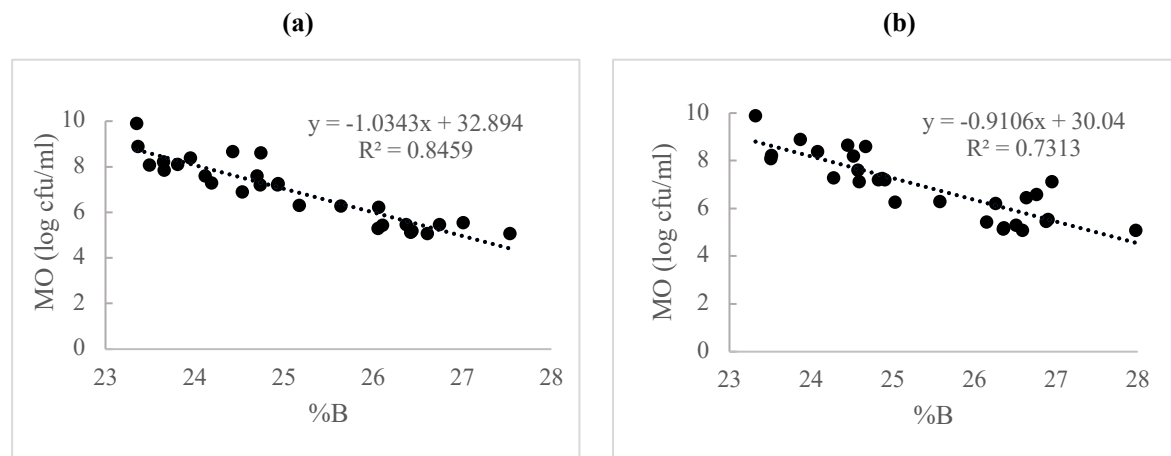 (a)
y = -1.0343x + 32.894
R² = 0.8459
MO (log cfu/ml)
10
8
6
4
2
0
23 24 25 26 27 28
%B
(b)
y = -0.9106x + 30.04
R² = 0.7313
MO (log cfu/ml)
10
8
6
4
2
0
23 24 25 26 27 28
%B